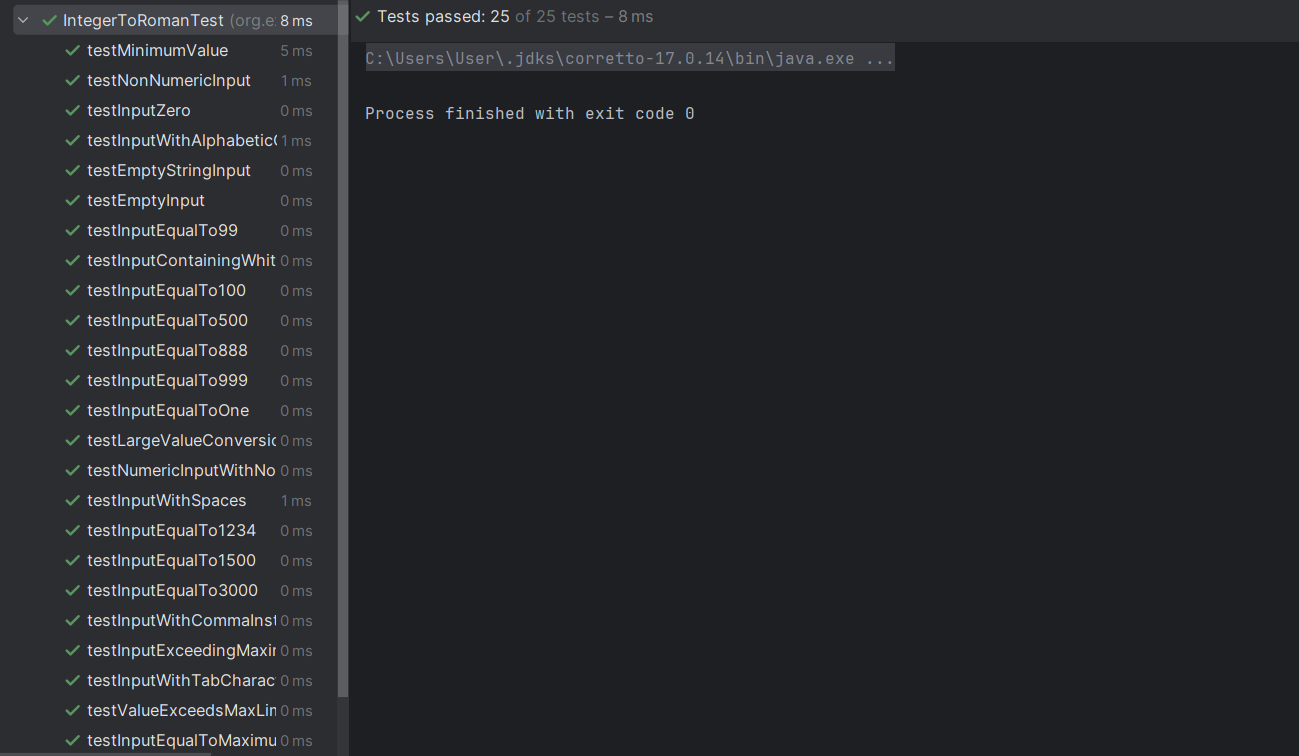 IntegerToRomanTest (org.e 8 ms
testMinimumValue 5 ms
testNonNumericInput 1 ms
testInputZero 0 ms
testInputWithAlphabetic 1 ms
testEmptyStringInput 0 ms
testEmptyInput 0 ms
testInputEqualTo99 0 ms
testInputContainingWhit 0 ms
testInputEqualTo100 0 ms
testInputEqualTo500 0 ms
testInputEqualTo888 0 ms
testInputEqualTo999 0 ms
testInputEqualToOne 0 ms
testLargeValueConversic 0 ms
testNumericInputWithNo 0 ms
testInputWithSpaces 1 ms
testInputEqualTo1234 0 ms
testInputEqualTo1500 0 ms
testInputEqualTo3000 0 ms
testInputWithCommaInst 0 ms
testInputExceedingMaxir 0 ms
testInputWithTabCharac 0 ms
testValueExceedsMaxLin 0 ms
testInputEqualToMaximu 0 ms
Tests passed: 25 of 25 tests – 8 ms
C:\Users\User\.jdks\corretto-17.0.14\bin\java.exe ...
Process finished with exit code 0